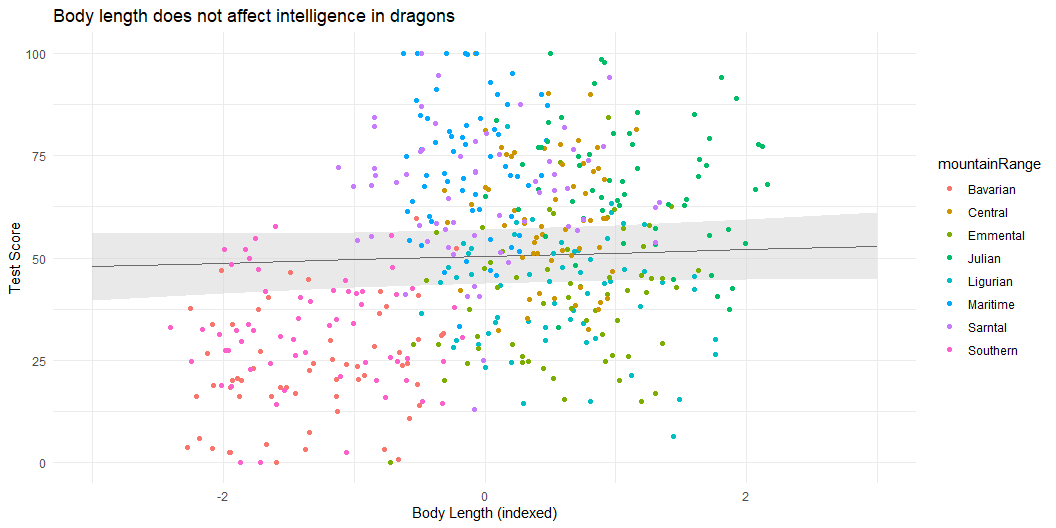 Body length does not affect intelligence in dragons
Test Score
100
75
50
25
0
-2
0
2
Body Length (indexed)
mountainRange
Bavarian
Central
Emmental
Julian
Ligurian
Maritime
Sarntal
Southern